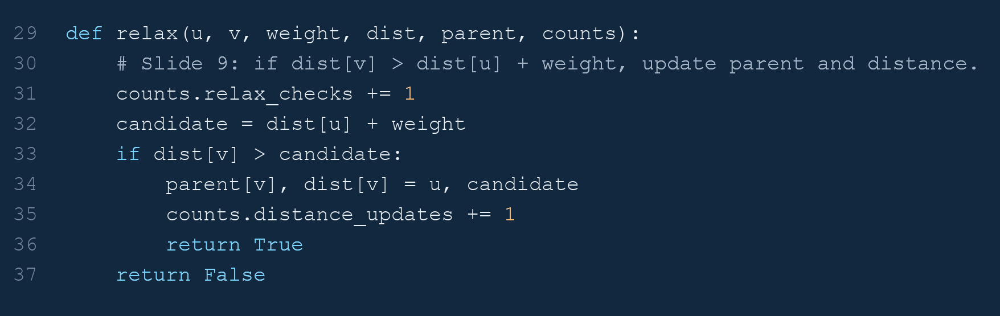 29 def relax(u, v, weight, dist, parent, counts):
30     # Slide 9: if dist[v] > dist[u] + weight, update parent and distance.
31     counts.relax_checks += 1
32     candidate = dist[u] + weight
33     if dist[v] > candidate:
34         parent[v], dist[v] = u, candidate
35         counts.distance_updates += 1
36         return True
37     return False